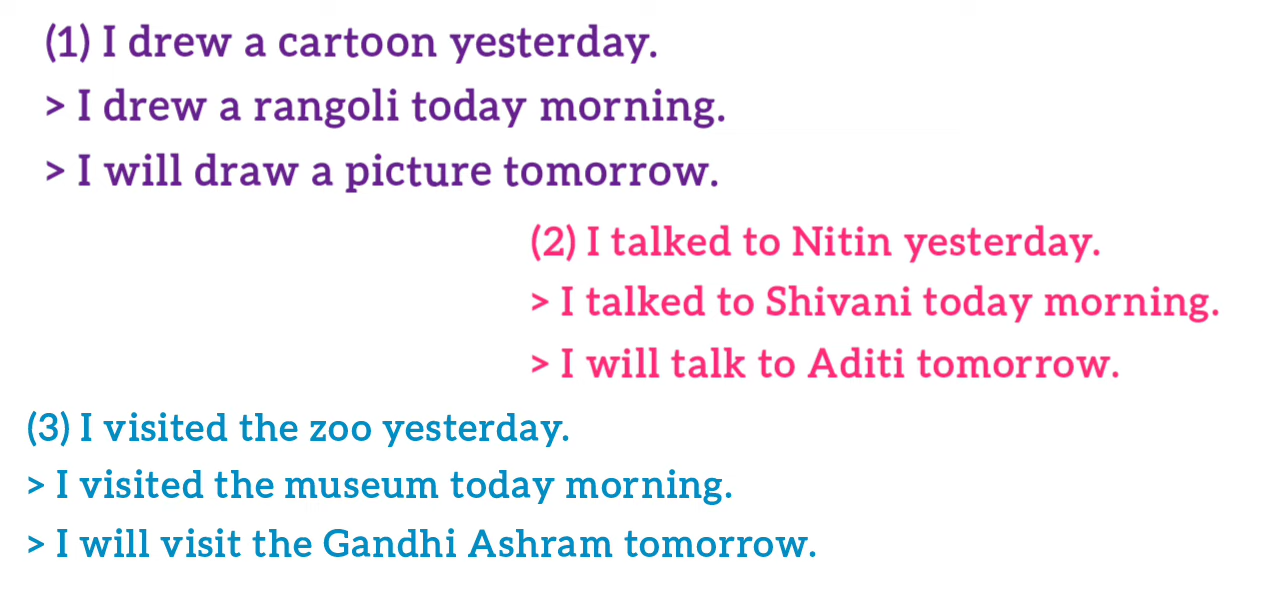 (1) I drew a cartoon yesterday.
> I drew a rangoli today morning.
> I will draw a picture tomorrow.
(2) I talked to Nitin yesterday.
> I talked to Shivani today morning.
> I will talk to Aditi tomorrow.
(3) I visited the zoo yesterday.
> I visited the museum today morning.
> I will visit the Gandhi Ashram tomorrow.